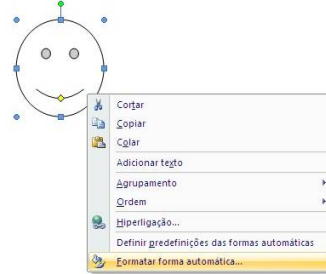 Cortar
Copiar
Colar
Adicionar texto
Agrupamento
Ordem
Hiperligação...
Definir predefinições das formas automáticas
Formatar forma automática...